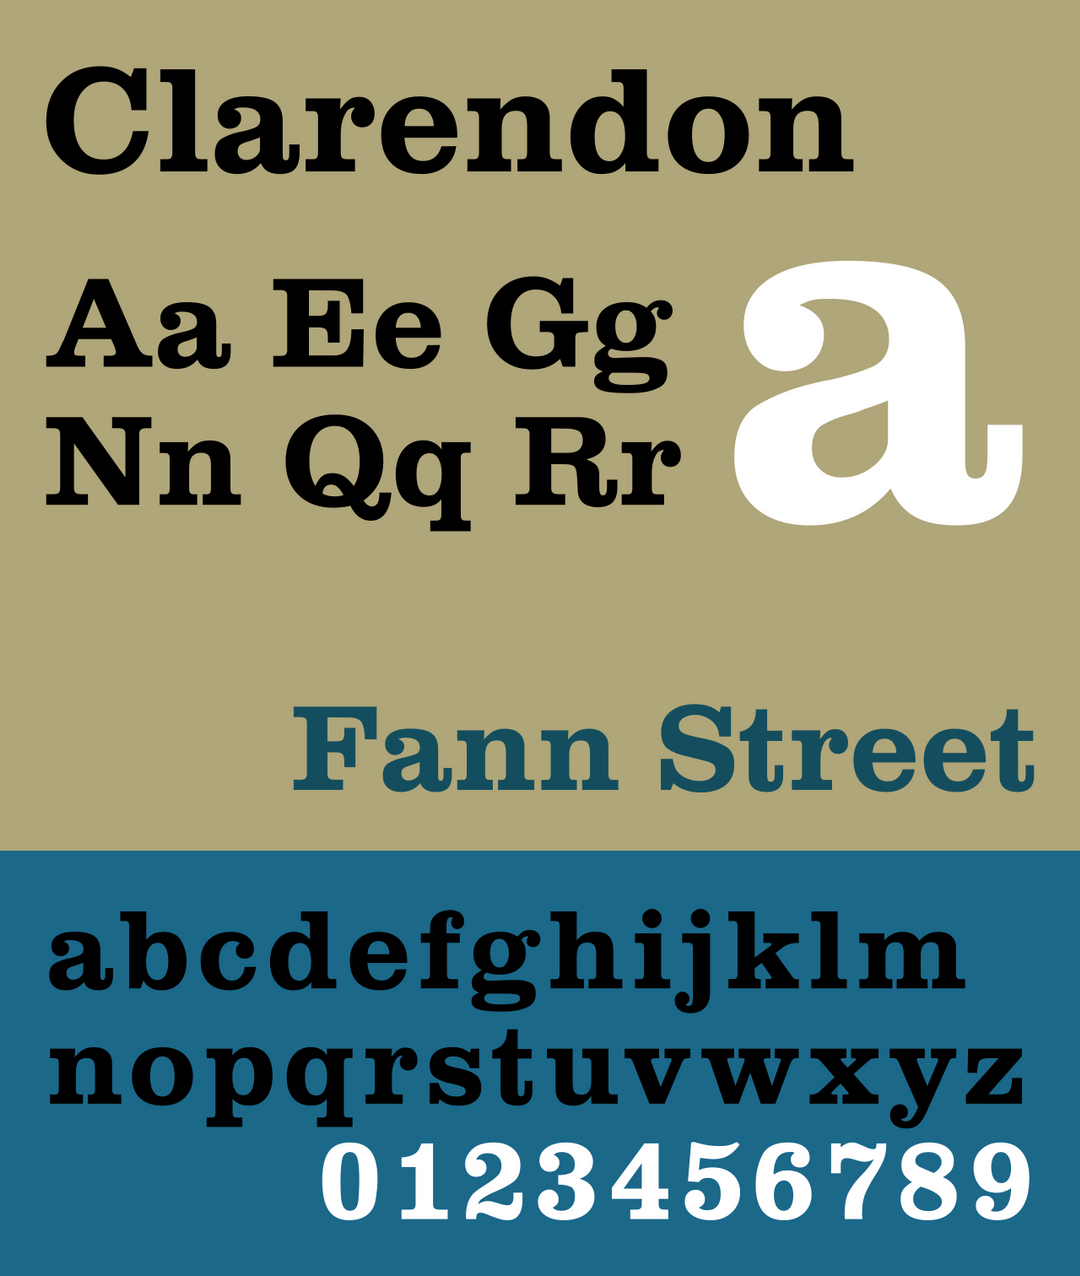 Clarendon
Aa Ee Gg
Nn Qq Rr
a
Fann Street
abcdefghijklm
nopqrstuvwxyz
0123456789